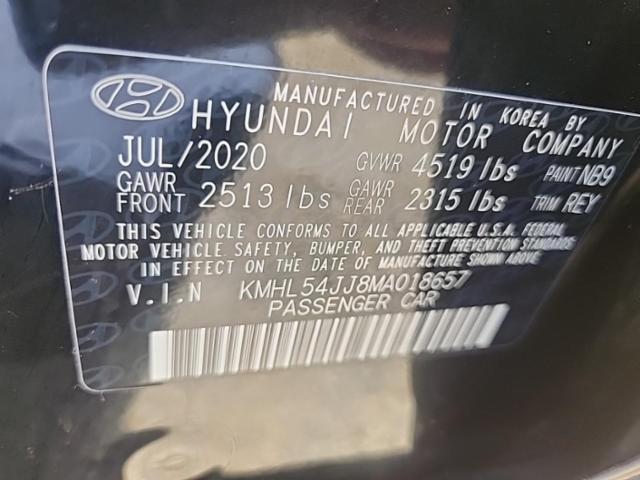 MANUFACTURED IN KOREA BY
HYUNDAI MOTOR COMPANY
JUL/2020 GVWR 4519 lbs PAINT NB9
GAWR FRONT 2513 lbs GAWR REAR 2315 lbs TRIM REY
THIS VEHICLE CONFORMS TO ALL APPLICABLE U.S.A. FEDERAL
MOTOR VEHICLE SAFETY, BUMPER, AND THEFT PREVENTION STANDARDS
IN EFFECT ON THE DATE OF MANUFACTURE SHOWN ABOVE.
V.I.N KMHL54JJ8MA018657
PASSENGER CAR